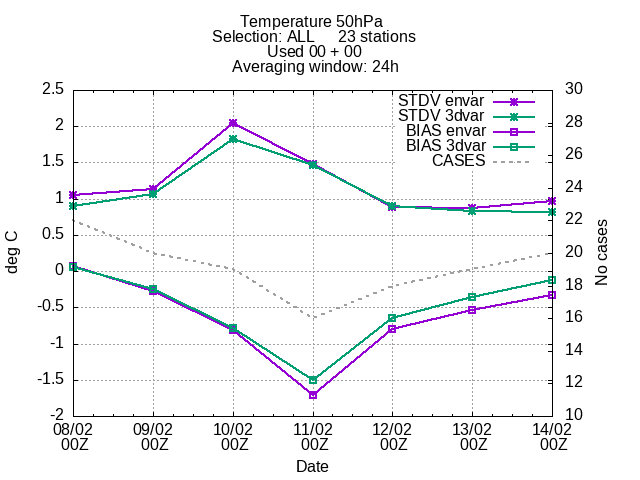 Temperature 50hPa
Selection: ALL 23 stations
Used 00 + 00
Averaging window: 24h
STDV envar
STDV 3dvar
BIAS envar
BIAS 3dvar
CASES
deg C
2.5
2
1.5
1
0.5
0
-0.5
-1
-1.5
-2
30
28
26
24
22
20
18
16
14
12
10
No cases
08/02 09/02 10/02 11/02 12/02 13/02 14/02
00Z 00Z 00Z 00Z 00Z 00Z 00Z
Date